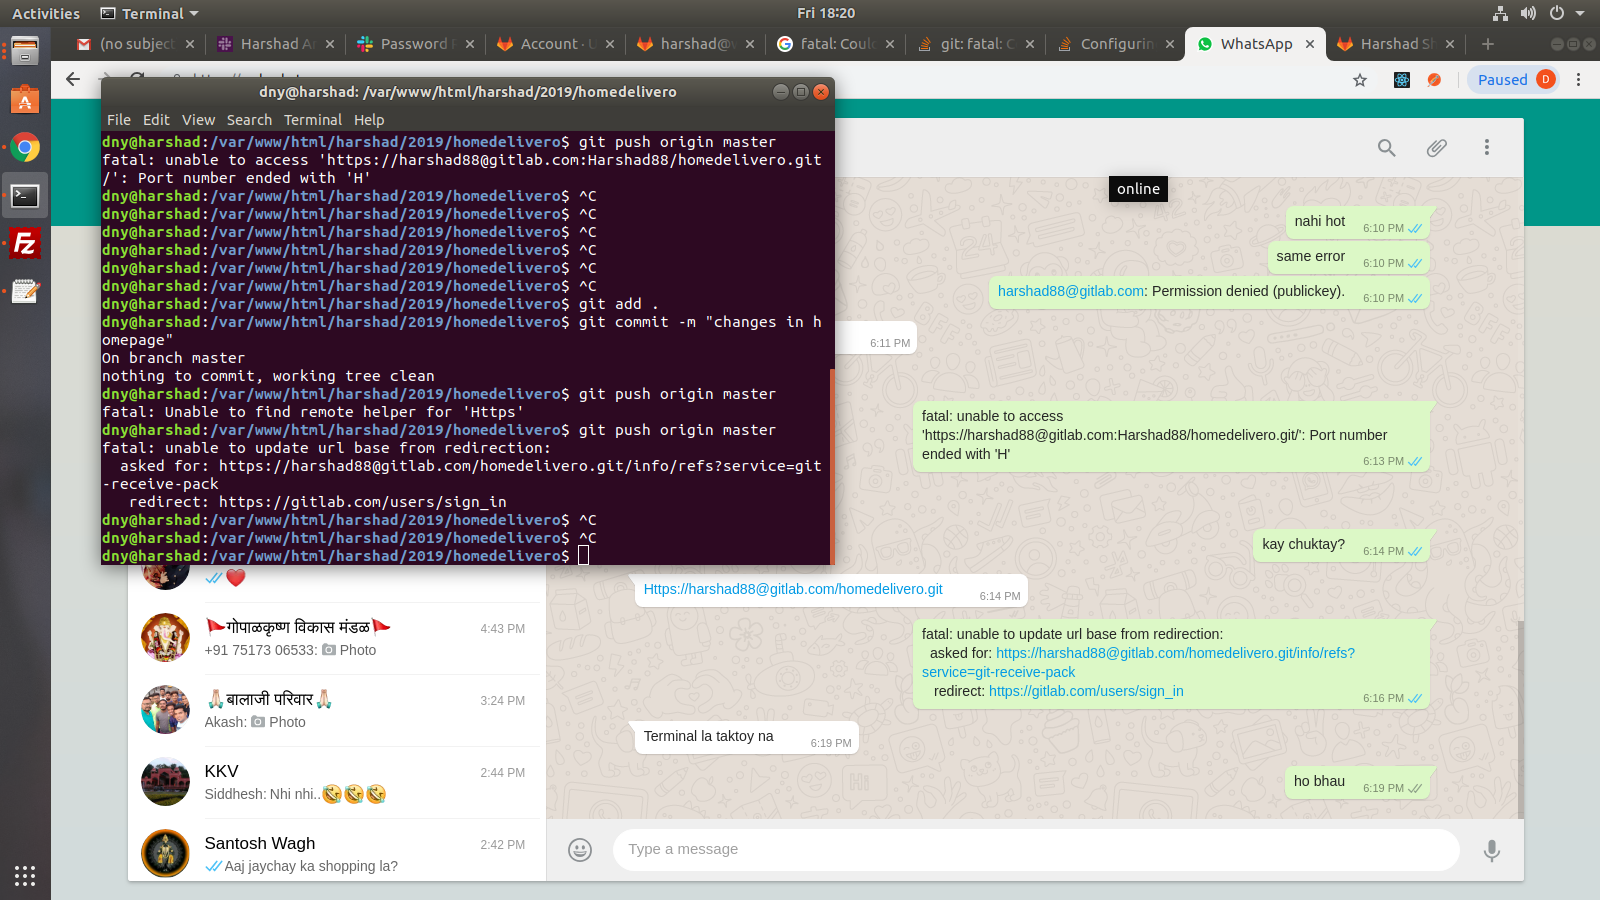 Activities
Terminal
Fri 18:20
(no subject
Harshad A
Password
Account · U
harshad@
fatal: Coul
git: fatal: C
Configurin
WhatsApp
Harshad S
Paused
D
dny@harshad: /var/www/html/harshad/2019/homedelivero
File Edit View Search Terminal Help
dny@harshad:/var/www/html/harshad/2019/homedelivero$ git push origin master
fatal: unable to access 'https://harshad88@gitlab.com:Harshad88/homedelivero.git
/': Port number ended with 'H'
dny@harshad:/var/www/html/harshad/2019/homedelivero$ ^C
dny@harshad:/var/www/html/harshad/2019/homedelivero$ ^C
dny@harshad:/var/www/html/harshad/2019/homedelivero$ ^C
dny@harshad:/var/www/html/harshad/2019/homedelivero$ ^C
dny@harshad:/var/www/html/harshad/2019/homedelivero$ ^C
dny@harshad:/var/www/html/harshad/2019/homedelivero$ ^C
dny@harshad:/var/www/html/harshad/2019/homedelivero$ git add .
dny@harshad:/var/www/html/harshad/2019/homedelivero$ git commit -m "changes in h
omepage"
On branch master
nothing to commit, working tree clean
dny@harshad:/var/www/html/harshad/2019/homedelivero$ git push origin master
fatal: Unable to find remote helper for 'Https'
dny@harshad:/var/www/html/harshad/2019/homedelivero$ git push origin master
fatal: unable to update url base from redirection:
asked for: https://harshad88@gitlab.com/homedelivero.git/info/refs?service=git
-receive-pack
redirect: https://gitlab.com/users/sign_in
dny@harshad:/var/www/html/harshad/2019/homedelivero$ ^C
dny@harshad:/var/www/html/harshad/2019/homedelivero$ ^C
dny@harshad:/var/www/html/harshad/2019/homedelivero$
🚩गोपाळकृष्ण विकास मंडळ🚩 4:43 PM
+91 75173 06533: Photo
🙏🏻बालाजी परिवार🙏🏻 3:24 PM
Akash: Photo
KKV 2:44 PM
Siddhesh: Nhi nhi..🤣🤣🤣
Santosh Wagh 2:42 PM
Aaj jaychay ka shopping la?
online
nahi hot 6:10 PM
same error 6:10 PM
harshad88@gitlab.com: Permission denied (publickey). 6:10 PM
6:11 PM
fatal: unable to access
'https://harshad88@gitlab.com:Harshad88/homedelivero.git/': Port number
ended with 'H' 6:13 PM
kay chuktay? 6:14 PM
Https://harshad88@gitlab.com/homedelivero.git 6:14 PM
fatal: unable to update url base from redirection:
asked for: https://harshad88@gitlab.com/homedelivero.git/info/refs?
service=git-receive-pack
redirect: https://gitlab.com/users/sign_in 6:16 PM
Terminal la taktoy na 6:19 PM
ho bhau 6:19 PM
Type a message